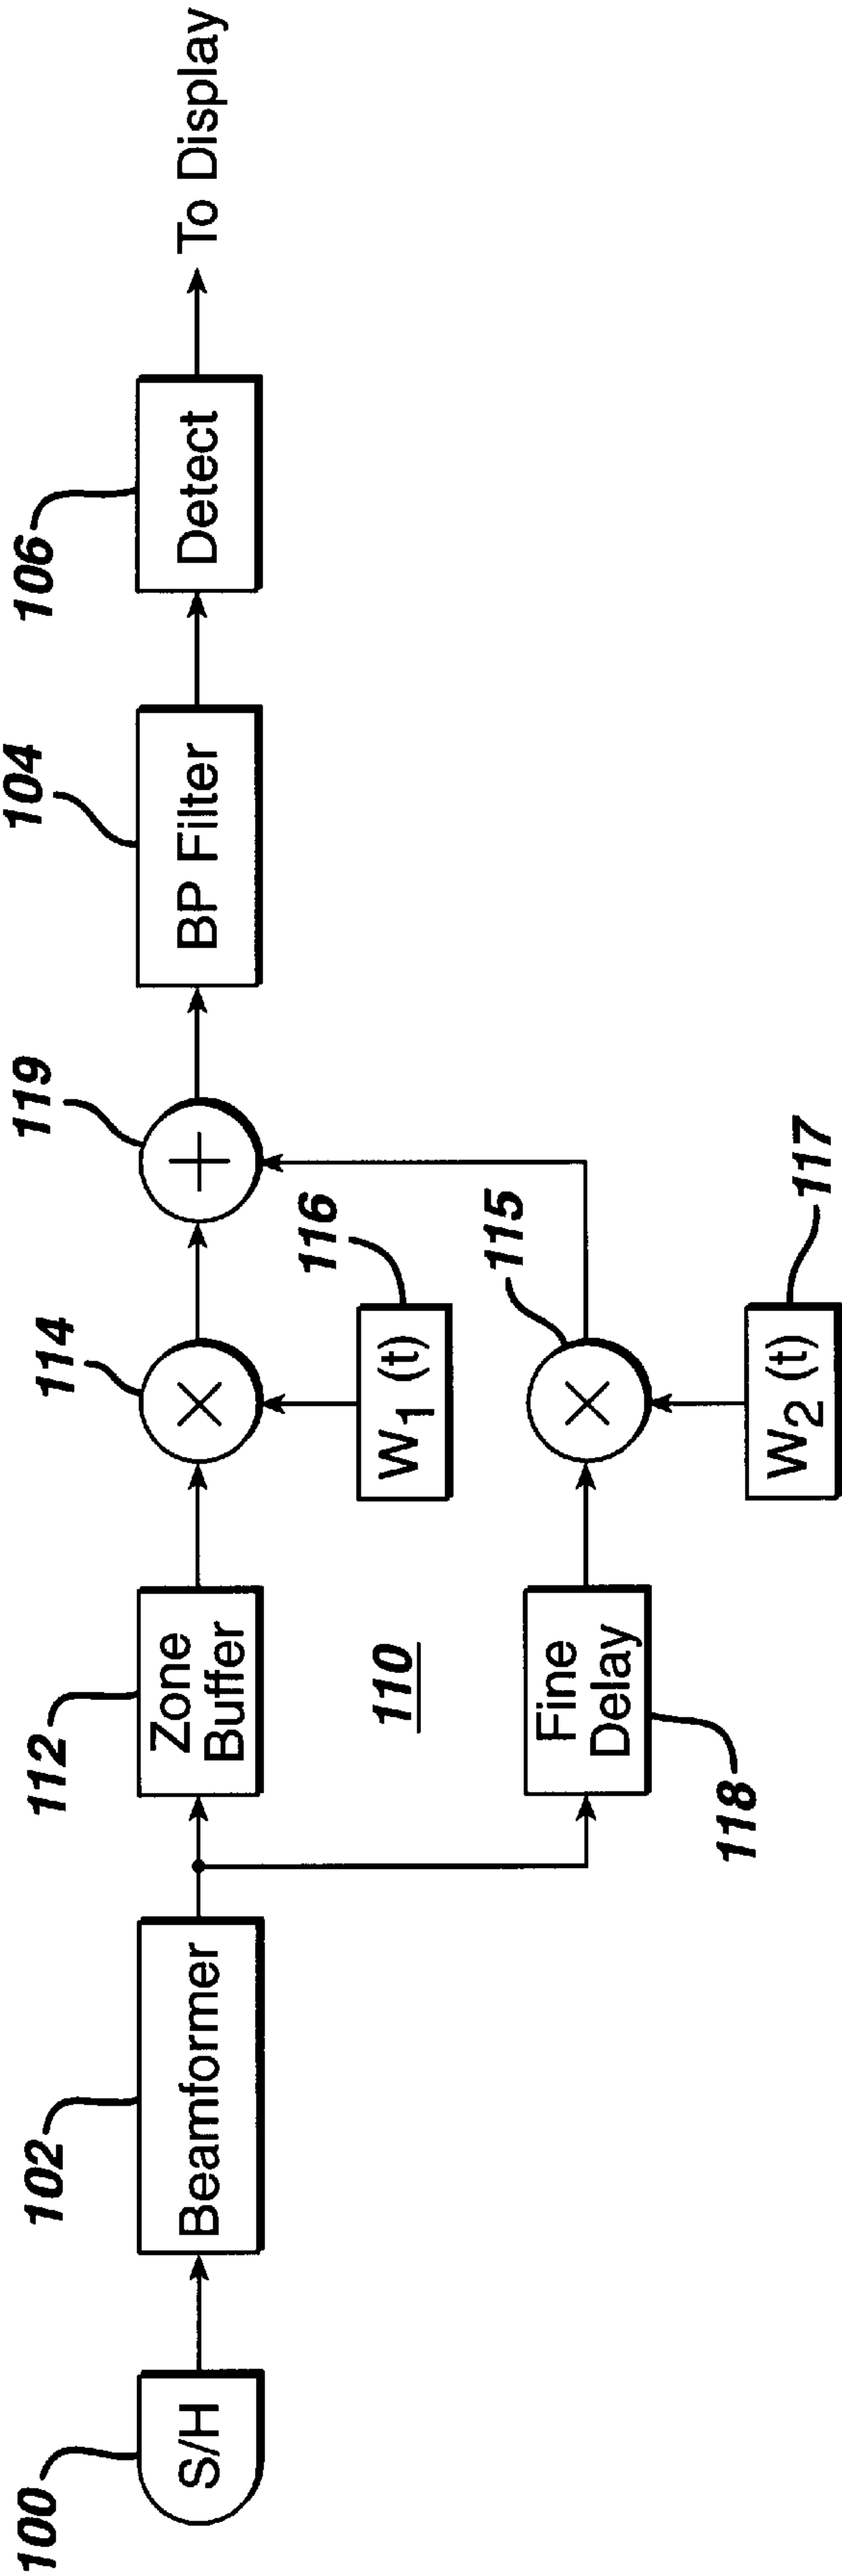 100
S/H
102
Beamformer
112
Zone
Buffer
114
W1 (t)
116
119
+
104
BP Filter
106
Detect
To Display
110
118
Fine
Delay
115
W2 (t)
117